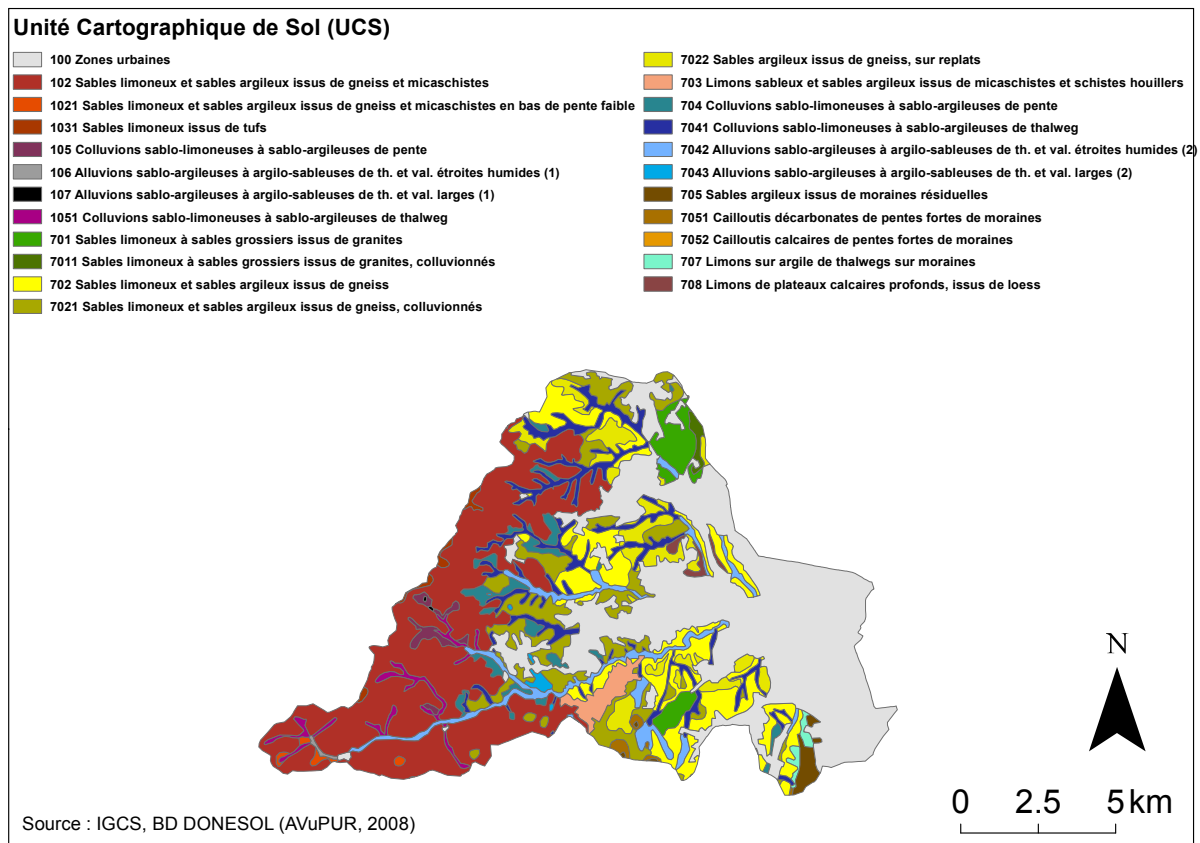 Unité Cartographique de Sol (UCS)
100 Zones urbaines
102 Sables limoneux et sables argileux issus de gneiss et micaschistes
1021 Sables limoneux et sables argileux issus de gneiss et micaschistes en bas de pente faible
1031 Sables limoneux issus de tufs
105 Colluvions sablo-limoneuses à sablo-argileuses de pente
106 Alluvions sablo-argileuses à argilo-sableuses de th. et val. étroites humides (1)
107 Alluvions sablo-argileuses à argilo-sableuses de th. et val. larges (1)
1051 Colluvions sablo-limoneuses à sablo-argileuses de thalweg
701 Sables limoneux à sables grossiers issus de granites
7011 Sables limoneux à sables grossiers issus de granites, colluvionnés
702 Sables limoneux et sables argileux issus de gneiss
7021 Sables limoneux et sables argileux issus de gneiss, colluvionnés
7022 Sables argileux issus de gneiss, sur replats
703 Limons sableux et sables argileux issus de micaschistes et schistes houillers
704 Colluvions sablo-limoneuses à sablo-argileuses de pente
7041 Colluvions sablo-limoneuses à sablo-argileuses de thalweg
7042 Alluvions sablo-argileuses à argilo-sableuses de th. et val. étroites humides (2)
7043 Alluvions sablo-argileuses à argilo-sableuses de th. et val. larges (2)
705 Sables argileux issus de moraines résiduelles
7051 Cailloutis décarbonates de pentes fortes de moraines
7052 Cailloutis calcaires de pentes fortes de moraines
707 Limons sur argile de thalwegs sur moraines
708 Limons de plateaux calcaires profonds, issus de loess
N
0 2.5 5 km
Source : IGCS, BD DONESOL (AVuPUR, 2008)